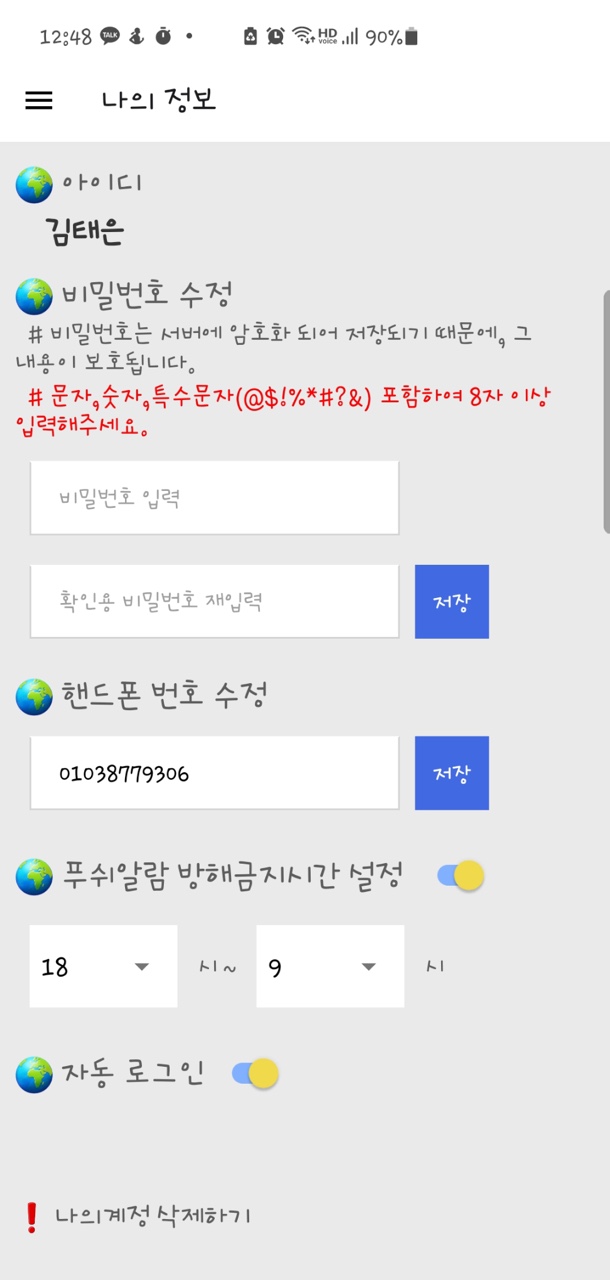 12:48 TALK HD voice 90%
나의 정보
아이디
김태은
비밀번호 수정
# 비밀번호는 서버에 암호화 되어 저장되기 때문에, 그
내용이 보호됩니다.
# 문자,숫자,특수문자(@$!%*#?&) 포함하여 8자 이상
입력해주세요.
비밀번호 입력
확인용 비밀번호 재입력 저장
핸드폰 번호 수정
01038779306 저장
푸쉬알람 방해금지시간 설정
18 시~ 9 시
자동 로그인
❗ 나의계정 삭제하기